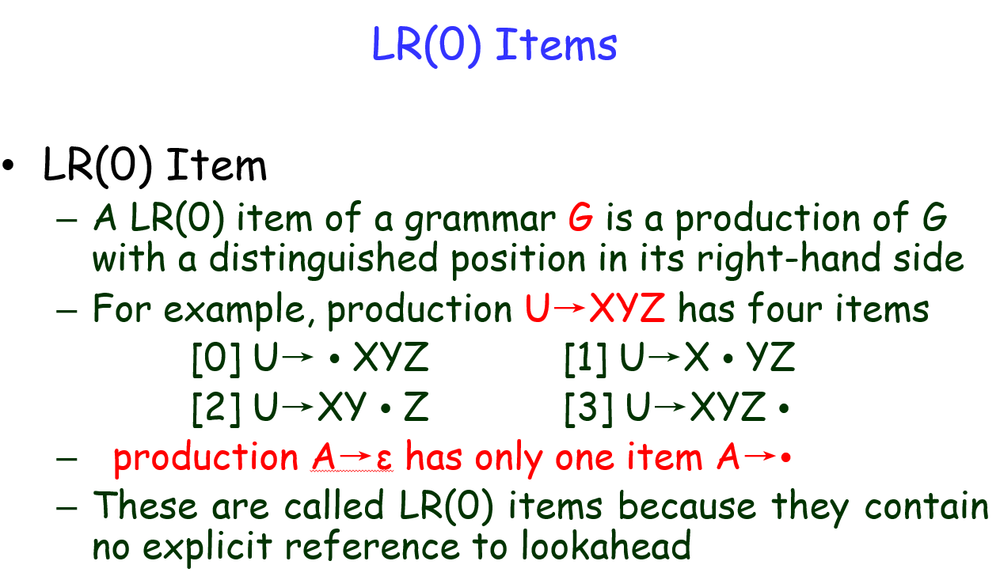 LR(0) Items
• LR(0) Item
– A LR(0) item of a grammar G is a production of G
with a distinguished position in its right-hand side
– For example, production U→XYZ has four items
[0] U→ • XYZ [1] U→X • YZ
[2] U→XY • Z [3] U→XYZ •
– production A→ε has only one item A→•
– These are called LR(0) items because they contain
no explicit reference to lookahead